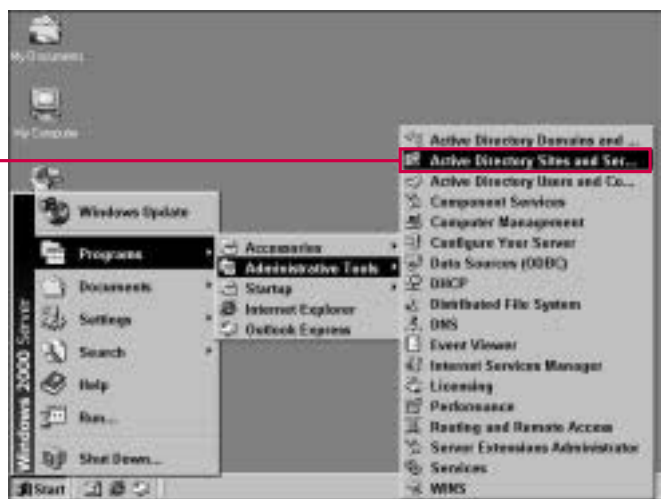 My Documents
My Computer
Windows 2000 Server
Windows Update
Programs
Documents
Settings
Search
Help
Run...
Shut Down...
Start
Accessories
Administrative Tools
Startup
Internet Explorer
Outlook Express
Active Directory Domains and ...
Active Directory Sites and Ser...
Active Directory Users and Co...
Component Services
Computer Management
Configure Your Server
Data Sources (ODBC)
DHCP
Distributed File System
DNS
Event Viewer
Internet Services Manager
Licensing
Performance
Routing and Remote Access
Server Extensions Administrator
Services
WINS